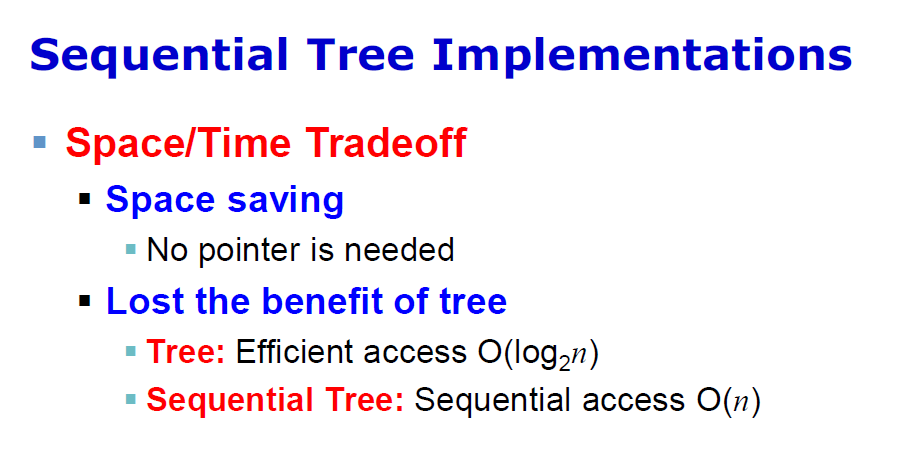 Sequential Tree Implementations
Space/Time Tradeoff
Space saving
No pointer is needed
Lost the benefit of tree
Tree: Efficient access O(log₂n)
Sequential Tree: Sequential access O(n)